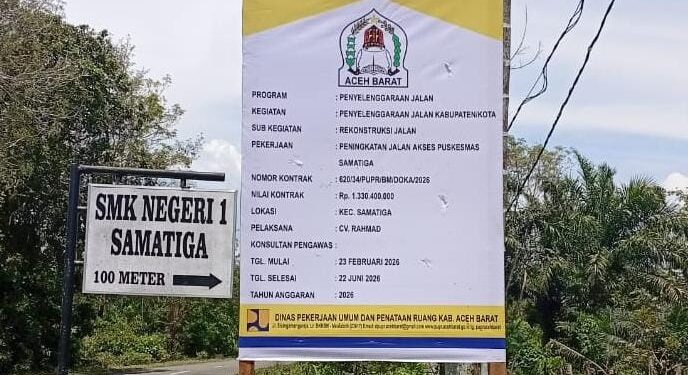 ACEH BARAT
PROGRAM : PENYELENGGARAAN JALAN
KEGIATAN : PENYELENGGARAAN JALAN KABUPATEN/KOTA
SUB KEGIATAN : REKONSTRUKSI JALAN
PEKERJAAN : PENINGKATAN JALAN AKSES PUSKESMAS
SAMATIGA
NOMOR KONTRAK : 620/34/PUPR/BM/DOKA/2026
NILAI KONTRAK : Rp. 1.330.400.000
LOKASI : KEC. SAMATIGA
PELAKSANA : CV. RAHMAD
KONSULTAN PENGAWAS :
TGL. MULAI : 23 FEBRUARI 2026
TGL. SELESAI : 22 JUNI 2026
TAHUN ANGGARAN : 2026
DINAS PEKERJAAN UMUM DAN PENATAAN RUANG KAB. ACEH BARAT
SMK NEGERI 1
SAMATIGA
100 METER